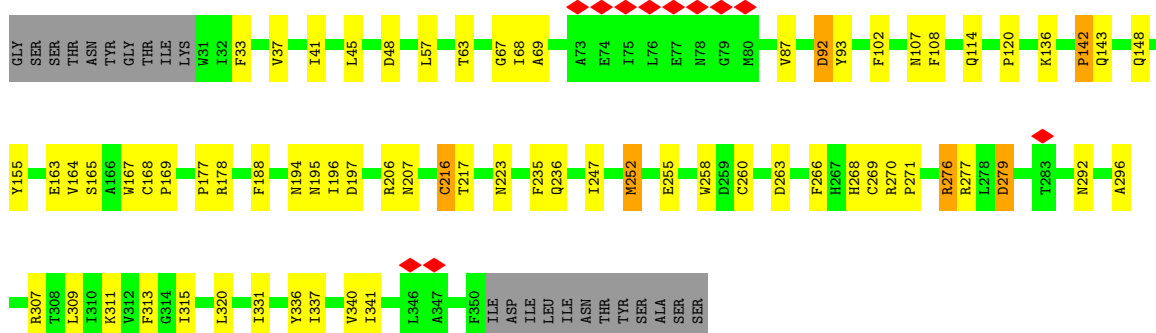 GLY SER SER THR ASN TYR GLY THR ILE LYS W31 I32 F33 V37 I41 L45 D48 L57 T63 G67 I68 A69 A73 E74 I75 L76 E77 N78 G79 M80 V87 D92 Y93 F102 N107 F108 Q114 P120 K136 P142 Q143 Q148
Y155 E163 V164 S165 A166 W167 C168 P169 P177 R178 F188 N194 N195 I196 D197 R206 N207 C216 T217 N223 F235 Q236 I247 M252 E255 W258 D259 C260 D263 F266 H267 H268 C269 R270 P271 R276 R277 L278 D279 T283 N292 A296
R307 T308 L309 I310 K311 V312 F313 G314 I315 L320 I331 Y336 I337 V340 I341 L346 A347 F350 ILE ASP ILE LEU ILE ASN THR TYR SER ALA SER SER